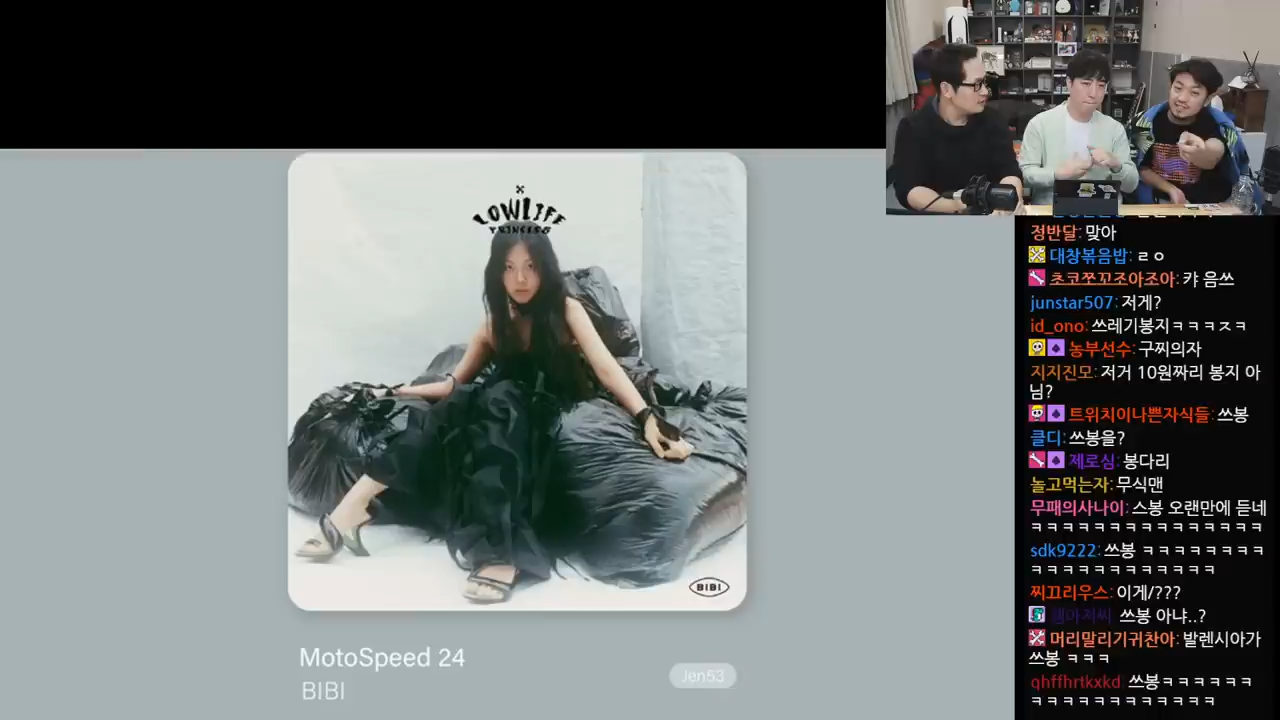 LOWLIFE
PRINCESS
BIBI
MotoSpeed 24
BIBI
Jen53
정반달: 맞아
대창볶음밥: ㄹㅇ
초코쪼꼬조아조아: 캬 음쓰
junstar507: 저게?
id_ono: 쓰레기봉지ㅋㅋㅋㅈㅋ
농부선수: 구찌의자
지지진모: 저거 10원짜리 봉지 아
님?
트위치이나쁜자식들: 쓰봉
클디: 쓰봉을?
제로심: 봉다리
놀고먹는자: 무식맨
무패의사나이: 스봉 오랜만에 듣네
ㅋㅋㅋㅋㅋㅋㅋㅋㅋㅋㅋㅋㅋㅋㅋ
sdk9222: 쓰봉 ㅋㅋㅋㅋㅋㅋㅋㅋ
ㅋㅋㅋㅋㅋㅋㅋㅋㅋㅋㅋㅋ
찌끄리우스: 이게/???
쓰봉 아냐..?
머리말리기귀찬아: 발렌시아가
쓰봉 ㅋㅋㅋ
qhffhrtkxkd: 쓰봉ㅋㅋㅋㅋㅋㅋ
ㅋㅋㅋㅋㅋㅋㅋㅋㅋㅋㅋㅋ